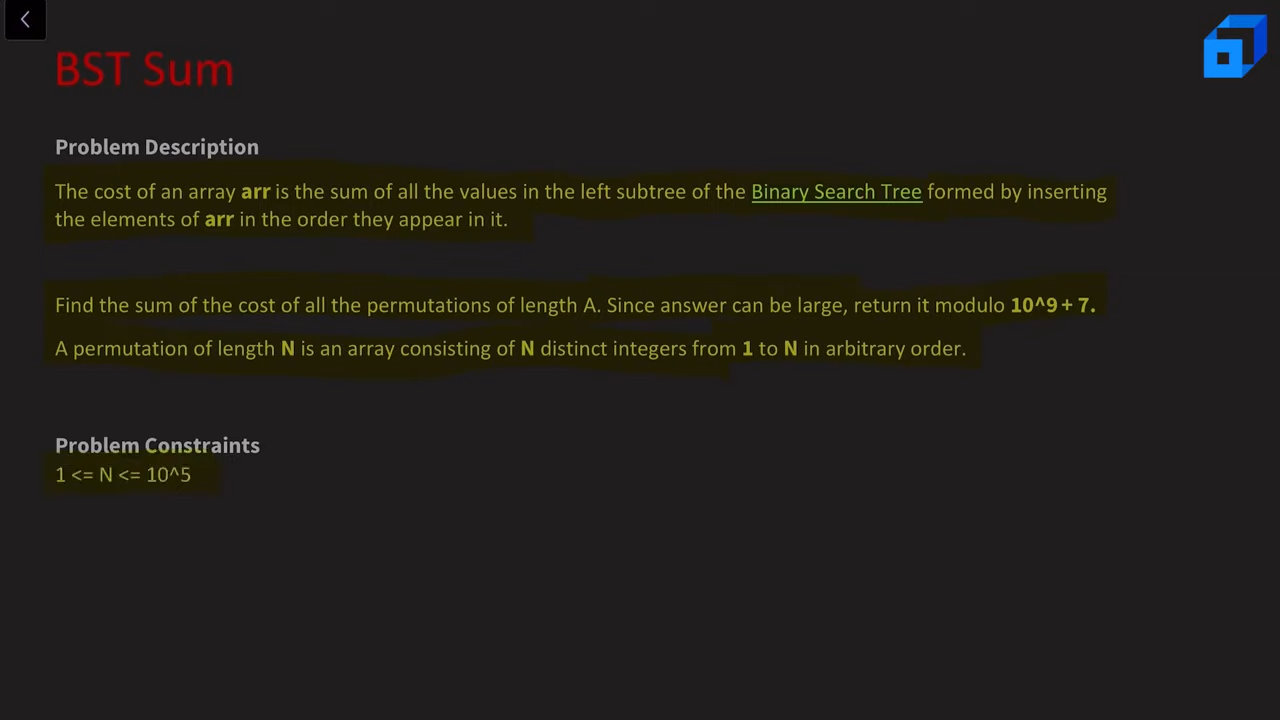 BST Sum
Problem Description
The cost of an array arr is the sum of all the values in the left subtree of the Binary Search Tree formed by inserting
the elements of arr in the order they appear in it.
Find the sum of the cost of all the permutations of length A. Since answer can be large, return it modulo 10^9 + 7.
A permutation of length N is an array consisting of N distinct integers from 1 to N in arbitrary order.
Problem Constraints
1 <= N <= 10^5